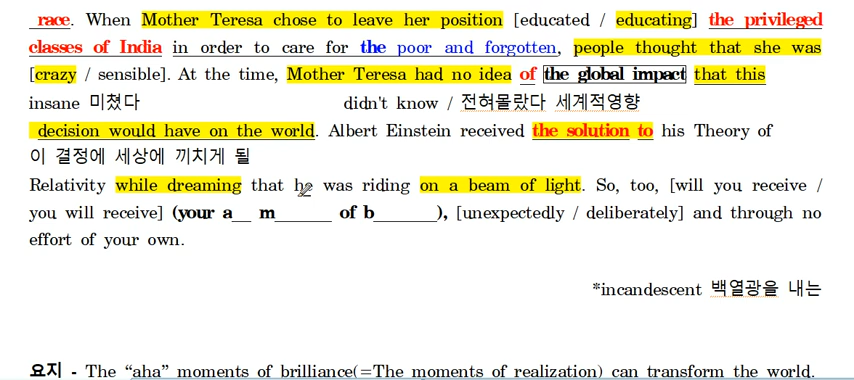 race. When Mother Teresa chose to leave her position [educated / educating] the privileged
classes of India in order to care for the poor and forgotten, people thought that she was
[crazy / sensible]. At the time, Mother Teresa had no idea of the global impact that this
insane 미쳤다 didn't know / 전혀몰랐다 세계적영향
decision would have on the world. Albert Einstein received the solution to his Theory of
이 결정에 세상에 끼치게 될
Relativity while dreaming that he was riding on a beam of light. So, too, [will you receive /
you will receive] (your a__ m______ of b_______), [unexpectedly / deliberately] and through no
effort of your own.
*incandescent 백열광을 내는
요지 - The “aha” moments of brilliance(=The moments of realization) can transform the world.